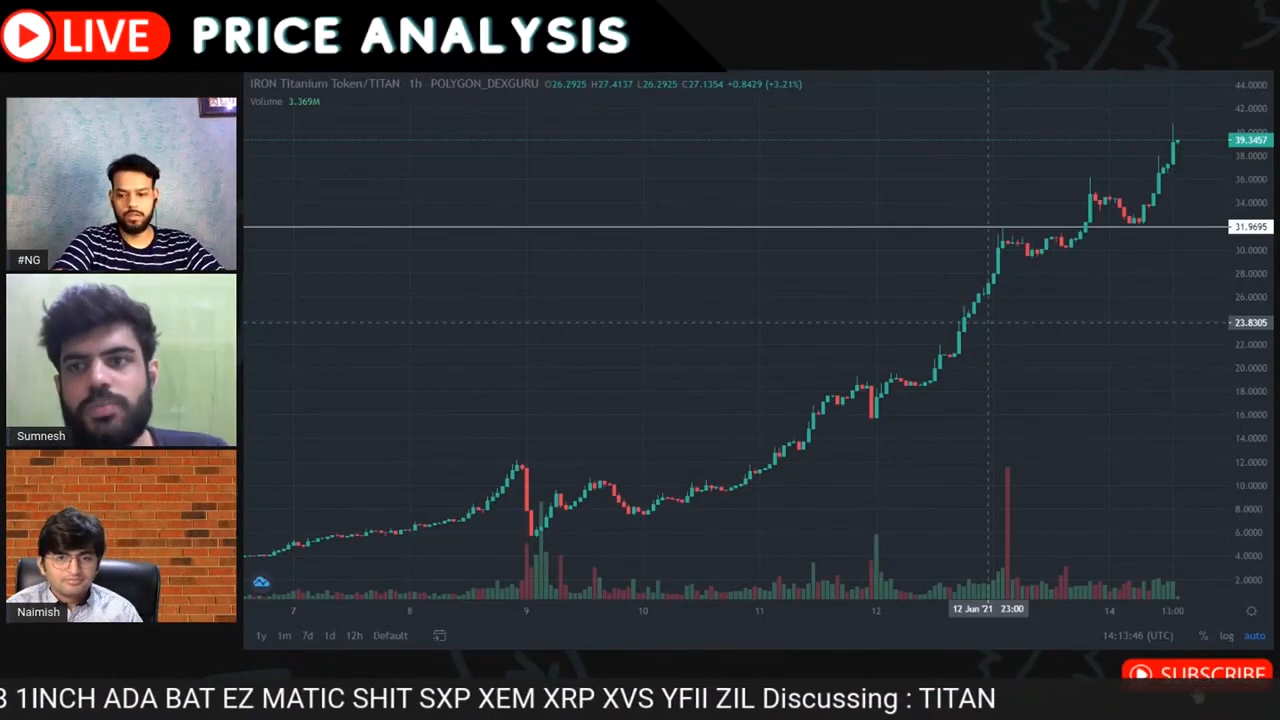 LIVE PRICE ANALYSIS
IRON Titanium Token/TITAN · 1h · POLYGON_DEXGURU O26.2925 H27.4137 L26.2925 C27.1354 +0.8429 (+3.21%)
Volume 3.369M
#NG
Sumnesh
Naimish
44.0000
42.0000
40.0000
39.3457
38.0000
36.0000
34.0000
31.9695
30.0000
28.0000
26.0000
23.8305
22.0000
20.0000
18.0000
16.0000
14.0000
12.0000
10.0000
8.0000
6.0000
4.0000
2.0000
7 8 9 10 11 12 12 Jun '21 23:00 14 13:00
1y 1m 7d 1d 12h Default 14:13:46 (UTC) % log auto
SUBSCRIBE
1INCH ADA BAT EZ MATIC SHIT SXP XEM XRP XVS YFII ZIL Discussing : TITAN